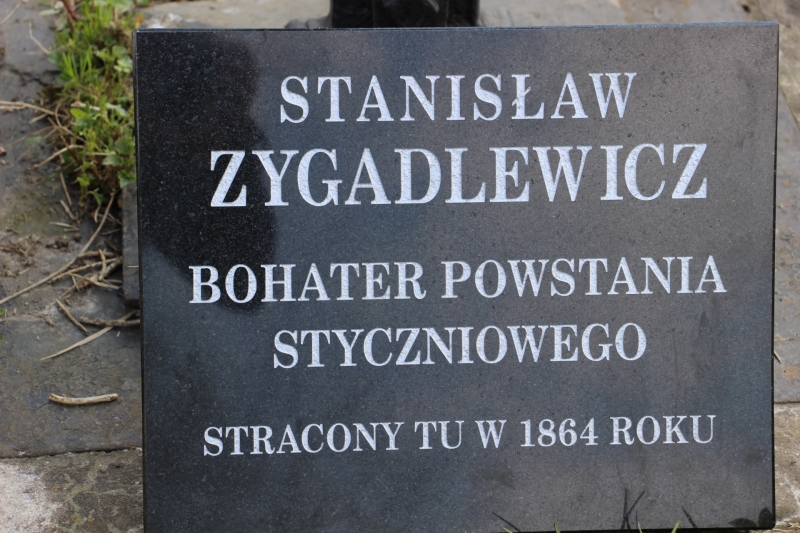 STANISŁAW
ZYGADLEWICZ
BOHATER POWSTANIA
STYCZNIOWEGO
STRACONY TU W 1864 ROKU